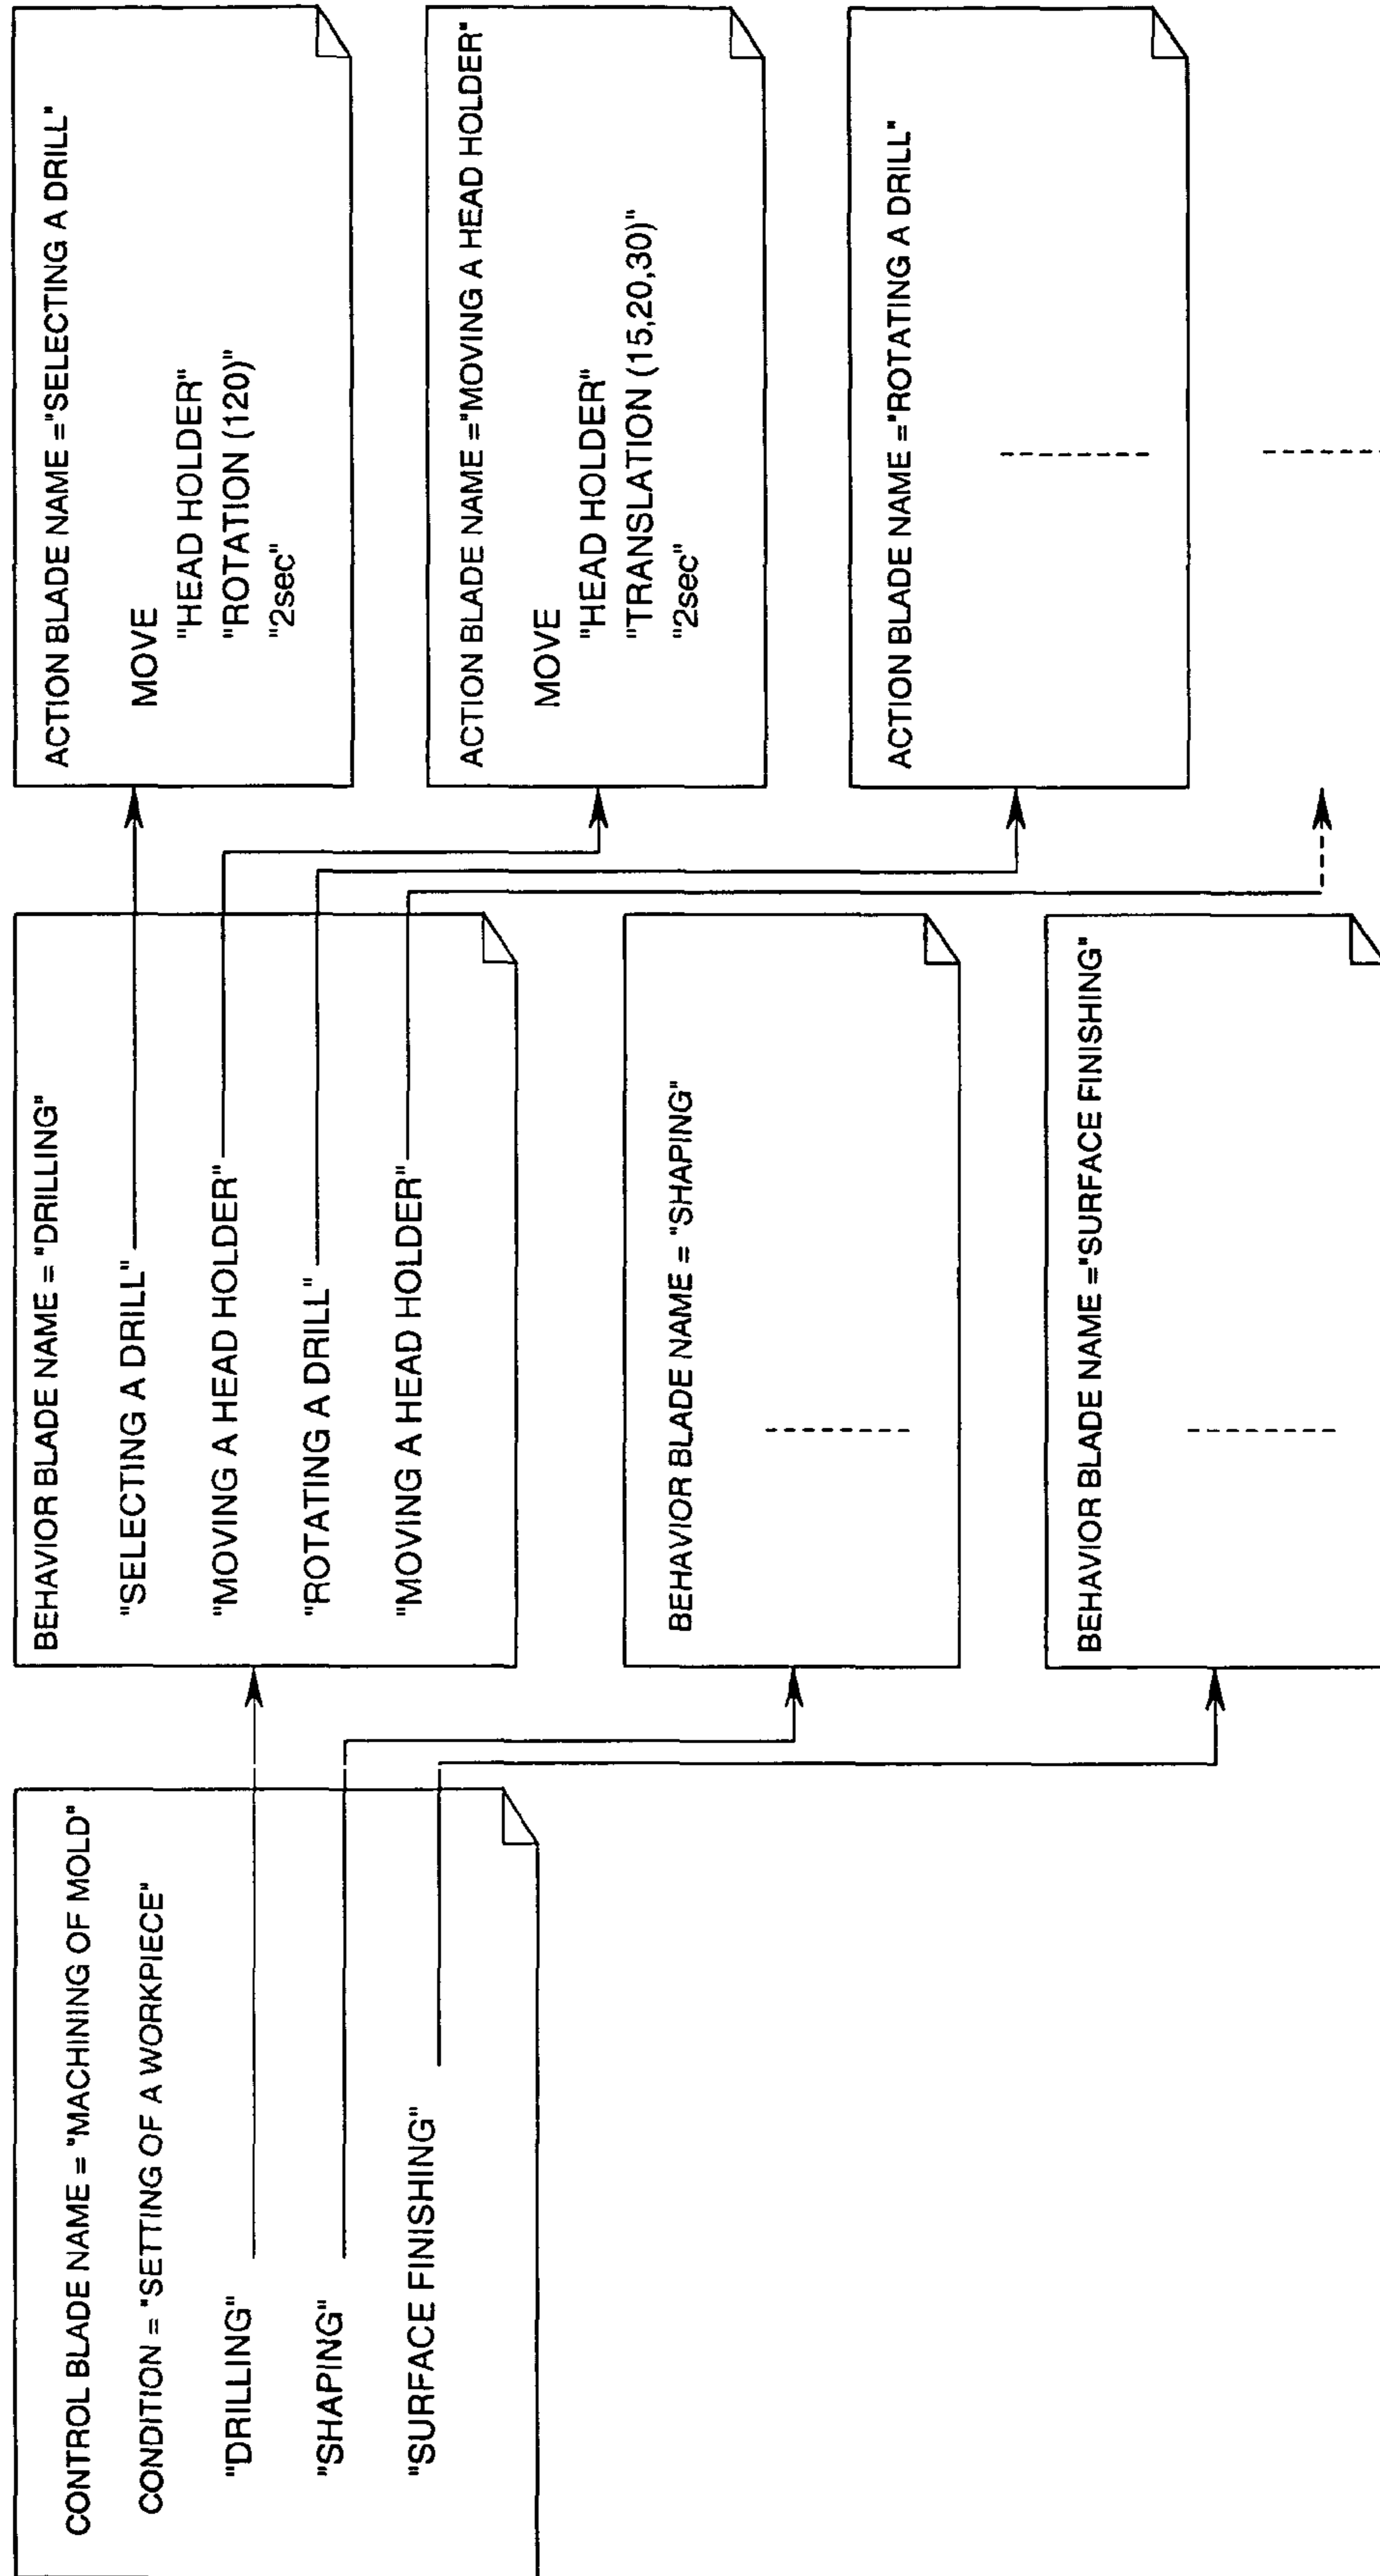 CONTROL BLADE NAME = "MACHINING OF MOLD"
CONDITION = "SETTING OF A WORKPIECE"
"DRILLING"
"SHAPING"
"SURFACE FINISHING"
BEHAVIOR BLADE NAME = "DRILLING"
"SELECTING A DRILL"
"MOVING A HEAD HOLDER"
"ROTATING A DRILL"
"MOVING A HEAD HOLDER"
BEHAVIOR BLADE NAME = "SHAPING"
BEHAVIOR BLADE NAME ="SURFACE FINISHING"
ACTION BLADE NAME ="SELECTING A DRILL"
MOVE
"HEAD HOLDER"
"ROTATION (120)"
"2sec"
ACTION BLADE NAME ="MOVING A HEAD HOLDER"
MOVE
"HEAD HOLDER"
"TRANSLATION (15,20,30)"
"2sec"
ACTION BLADE NAME ="ROTATING A DRILL"